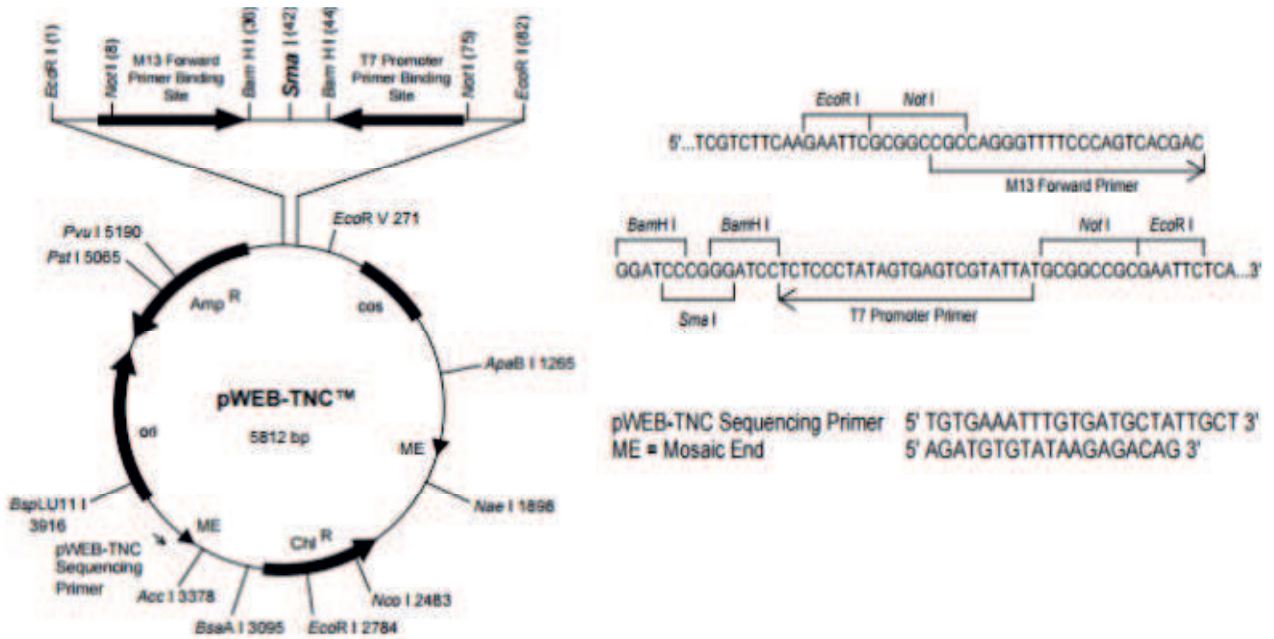 EcoR I (1)
Not I (8)
M13 Forward
Primer Binding
Site
Bam H I (36)
Sma I (42)
Bam H I (44)
T7 Promoter
Primer Binding
Site
Not I (75)
EcoR I (82)
EcoR V 271
Pvu I 5190
Pst I 5065
Amp R
cos
ApaB I 1265
pWEB-TNC™
5812 bp
ori
ME
Nae I 1898
BspLU11 I
3916
ME
Chl R
pWEB-TNC
Sequencing
Primer
Acc I 3378
Nco I 2483
BsaA I 3095
EcoR I 2784
EcoR I
Not I
5'...TCGTCTTCAAGAATTCGCGGCCGCCAGGGTTTTCCCAGTCACGAC
M13 Forward Primer
BamH I
BamH I
Not I
EcoR I
GGATCCCGGGGATCCTCTCCCTATAGTGAGTCGTATTATGCGGCCGCGAATTCTCA...3'
Sma I
T7 Promoter Primer
pWEB-TNC Sequencing Primer 5' TGTGAAATTTGTGATGCTATTGCT 3'
ME = Mosaic End 5' AGATGTGTATAAGAGACAG 3'